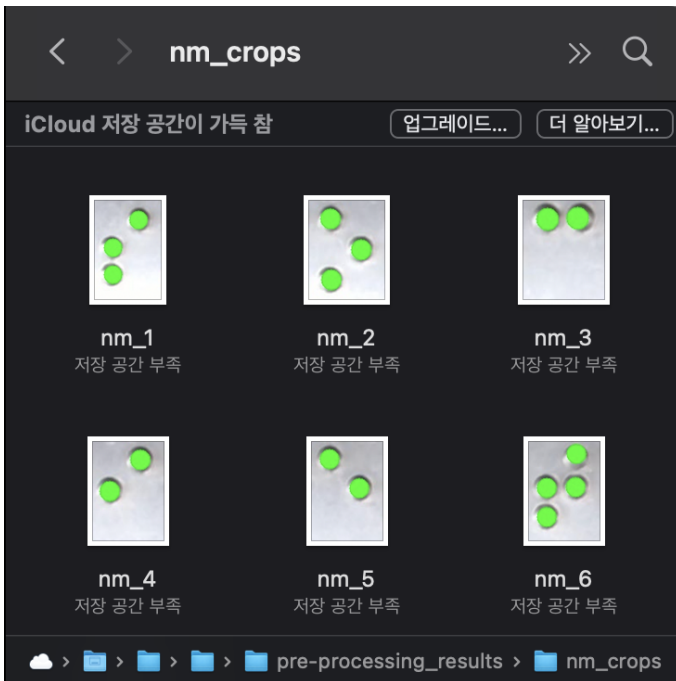 nm_crops
iCloud 저장 공간이 가득 참 업그레이드... 더 알아보기...
nm_1 nm_2 nm_3
저장 공간 부족 저장 공간 부족 저장 공간 부족
nm_4 nm_5 nm_6
저장 공간 부족 저장 공간 부족 저장 공간 부족
pre-processing_results nm_crops